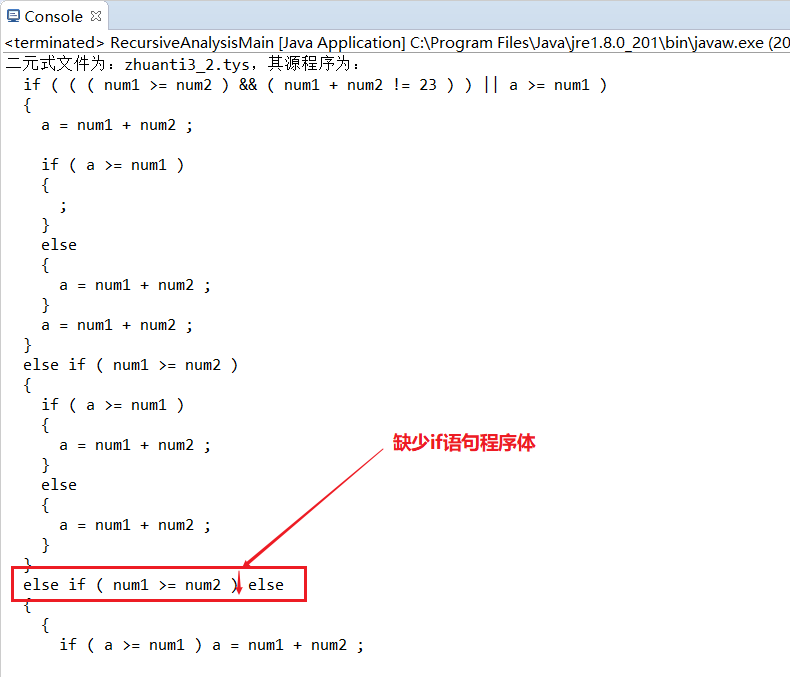 Console
<terminated> RecursiveAnalysisMain [Java Application] C:\Program Files\Java\jre1.8.0_201\bin\javaw.exe (20
二元式文件为：zhuanti3_2.tys，其源程序为：
if ( ( ( num1 >= num2 ) && ( num1 + num2 != 23 ) ) || a >= num1 )
{
a = num1 + num2 ;
if ( a >= num1 )
{
;
}
else
{
a = num1 + num2 ;
}
a = num1 + num2 ;
}
else if ( num1 >= num2 )
{
if ( a >= num1 )
{
a = num1 + num2 ;
}
else
{
a = num1 + num2 ;
}
}
缺少if语句程序体
else if ( num1 >= num2 ) else
{
{
if ( a >= num1 ) a = num1 + num2 ;